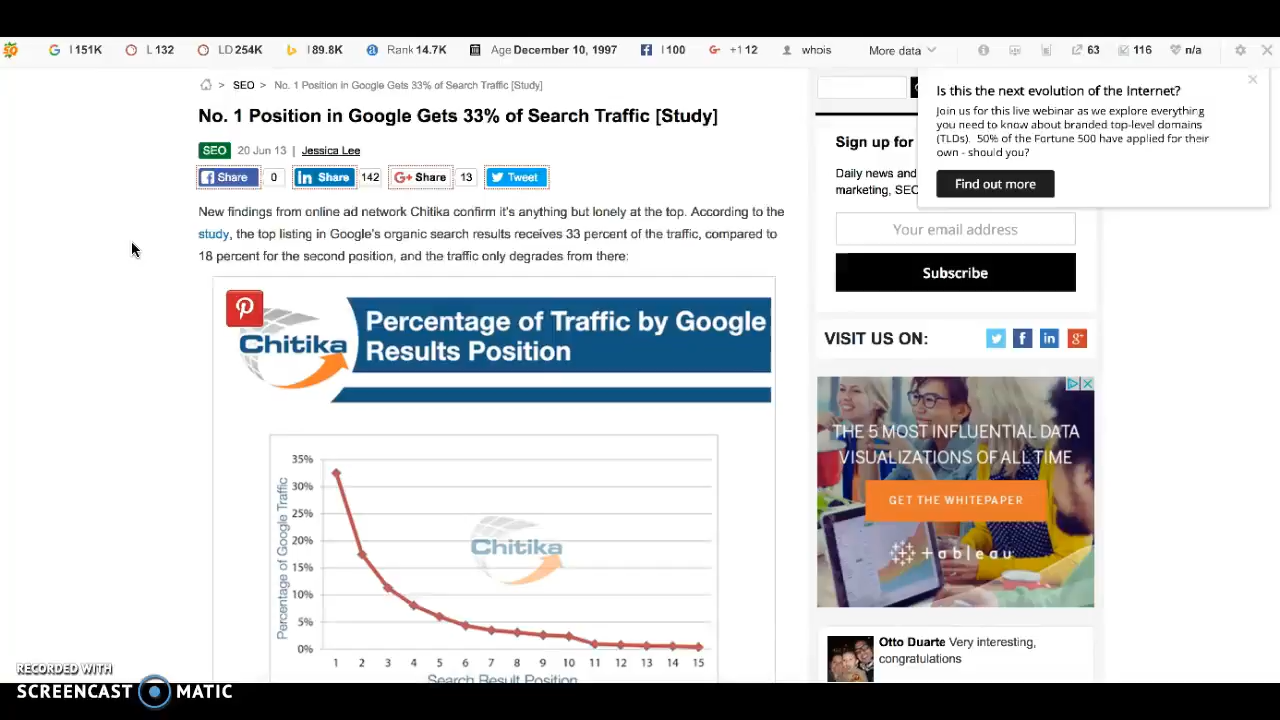 I 151K L 132 LD 254K I 89.8K Rank 14.7K Age December 10, 1997 I 100 +1 12 whois More data 63 116 n/a
> SEO > No. 1 Position in Google Gets 33% of Search Traffic [Study]
No. 1 Position in Google Gets 33% of Search Traffic [Study]
SEO 20 Jun 13 | Jessica Lee
Share 0 Share 142 G+ Share 13 Tweet
New findings from online ad network Chitika confirm it's anything but lonely at the top. According to the
study, the top listing in Google's organic search results receives 33 percent of the traffic, compared to
18 percent for the second position, and the traffic only degrades from there:
Chitika
Percentage of Traffic by Google
Results Position
Percentage of Google Traffic
35%
30%
25%
20%
15%
10%
5%
0%
Chitika
1 2 3 4 5 6 7 8 9 10 11 12 13 14 15
Search Result Position
Is this the next evolution of the Internet?
Join us for this live webinar as we explore everything
you need to know about branded top-level domains
(TLDs). 50% of the Fortune 500 have applied for their
own - should you?
Find out more
Sign up for
Daily news and
marketing, SEO
Your email address
Subscribe
VISIT US ON:
THE 5 MOST INFLUENTIAL DATA
VISUALIZATIONS OF ALL TIME
GET THE WHITEPAPER
+ableau
Otto Duarte Very interesting,
congratulations
RECORDED WITH
SCREENCAST MATIC